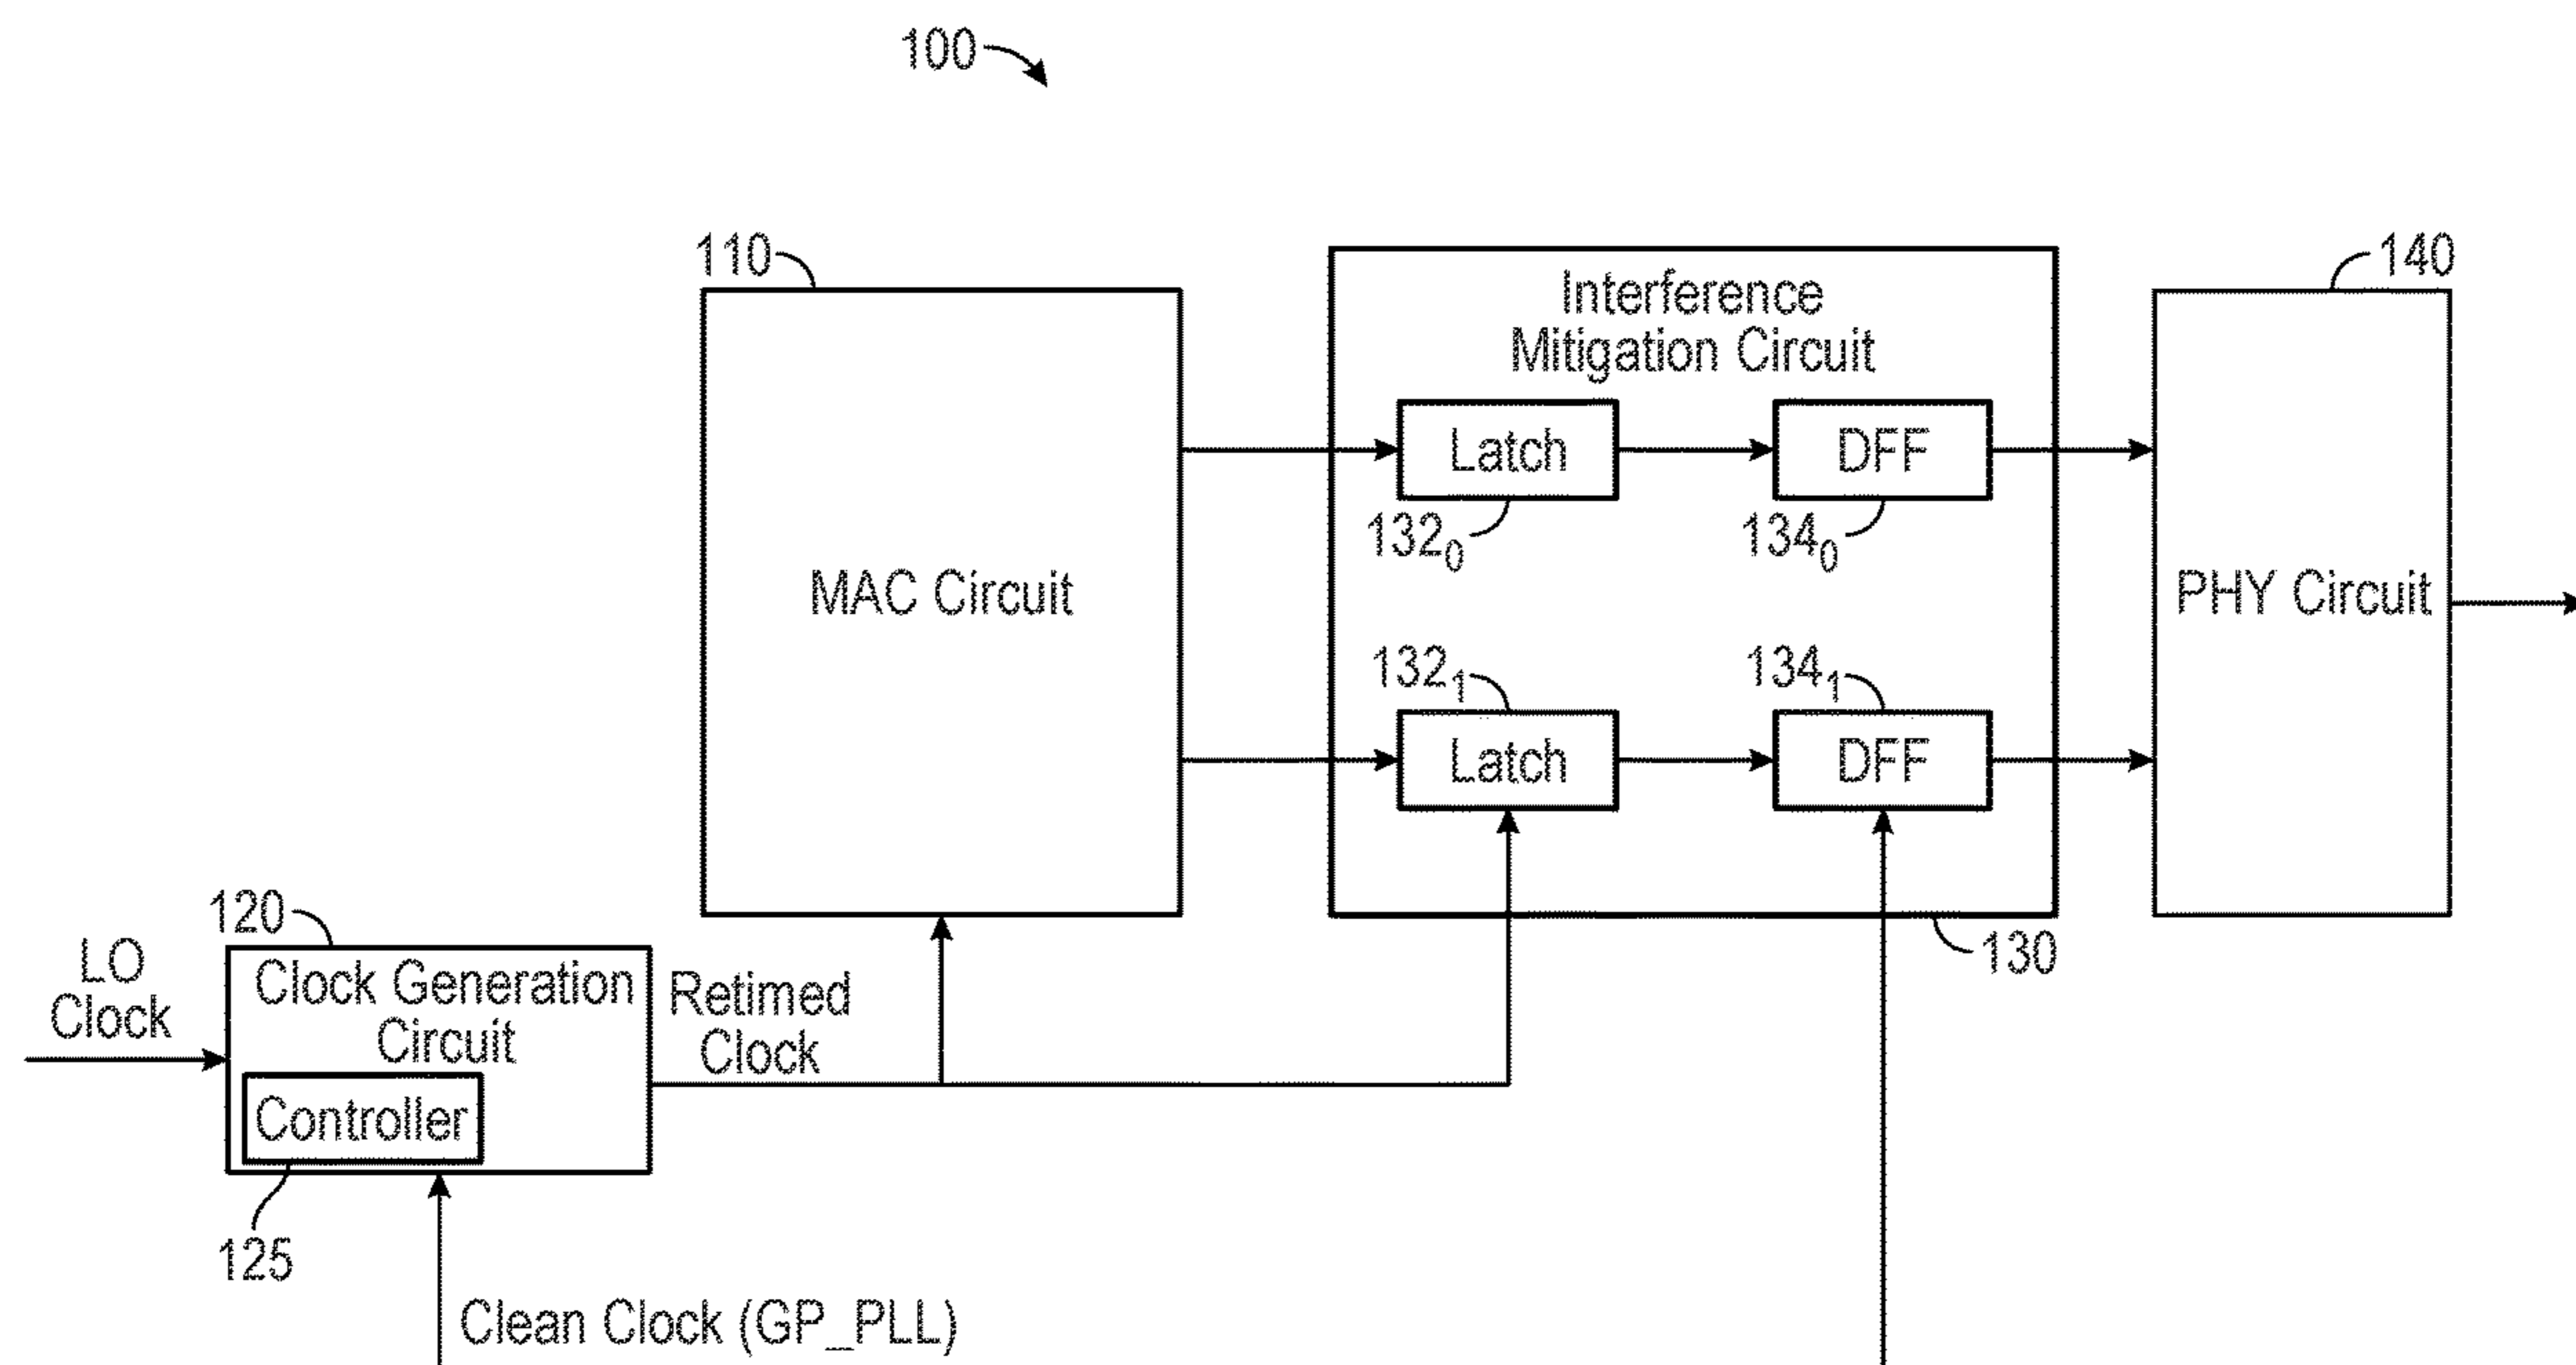 100
110
140
Interference
Mitigation Circuit
Latch
DFF
132₀
134₀
MAC Circuit
PHY Circuit
132₁
134₁
Latch
DFF
120
130
LO
Clock
Clock Generation
Circuit
Retimed
Clock
Controller
125
Clean Clock (GP_PLL)